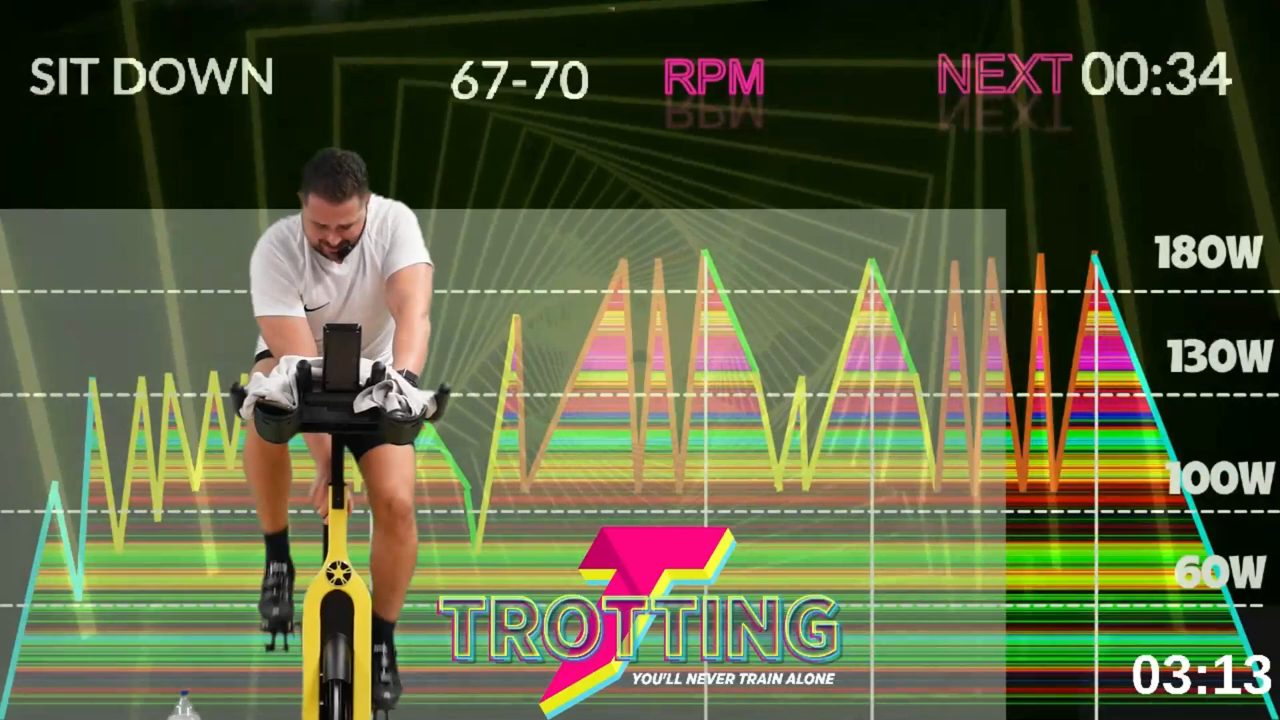 SIT DOWN
67-70
RPM
NEXT 00:34
180W
130W
100W
60W
TROTTING
YOU'LL NEVER TRAIN ALONE
03:13